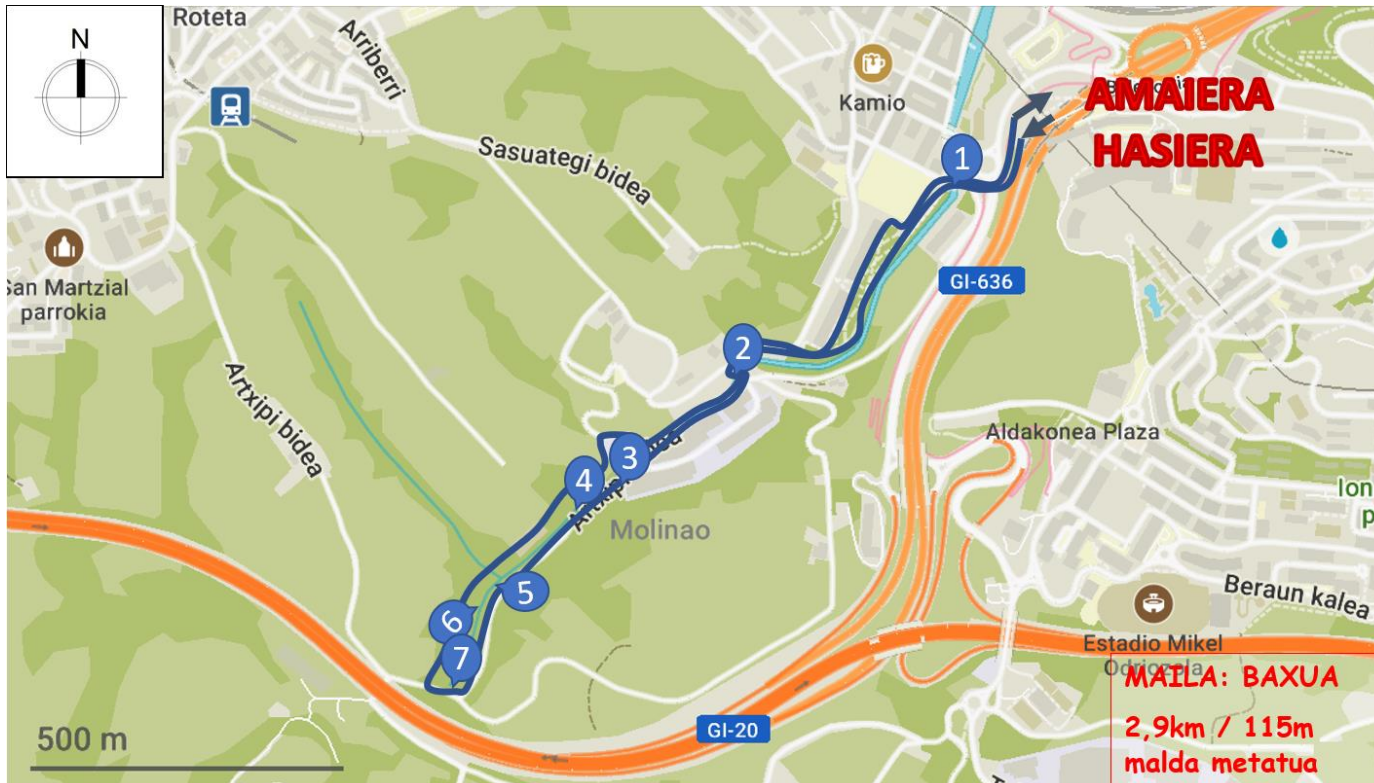 N
Roteta
Arriberri
Kamio
AMAIERA
HASIERA
1
Sasuategi bidea
San Martzial
parrokia
GI-636
2
Artxipi bidea
3
4
Aldakonea Plaza
Molinao
5
6
7
Beraun kalea
Estadio Mikel
Odriozola
MAILA: BAXUA
2,9km / 115m
malda metatua
GI-20
500 m